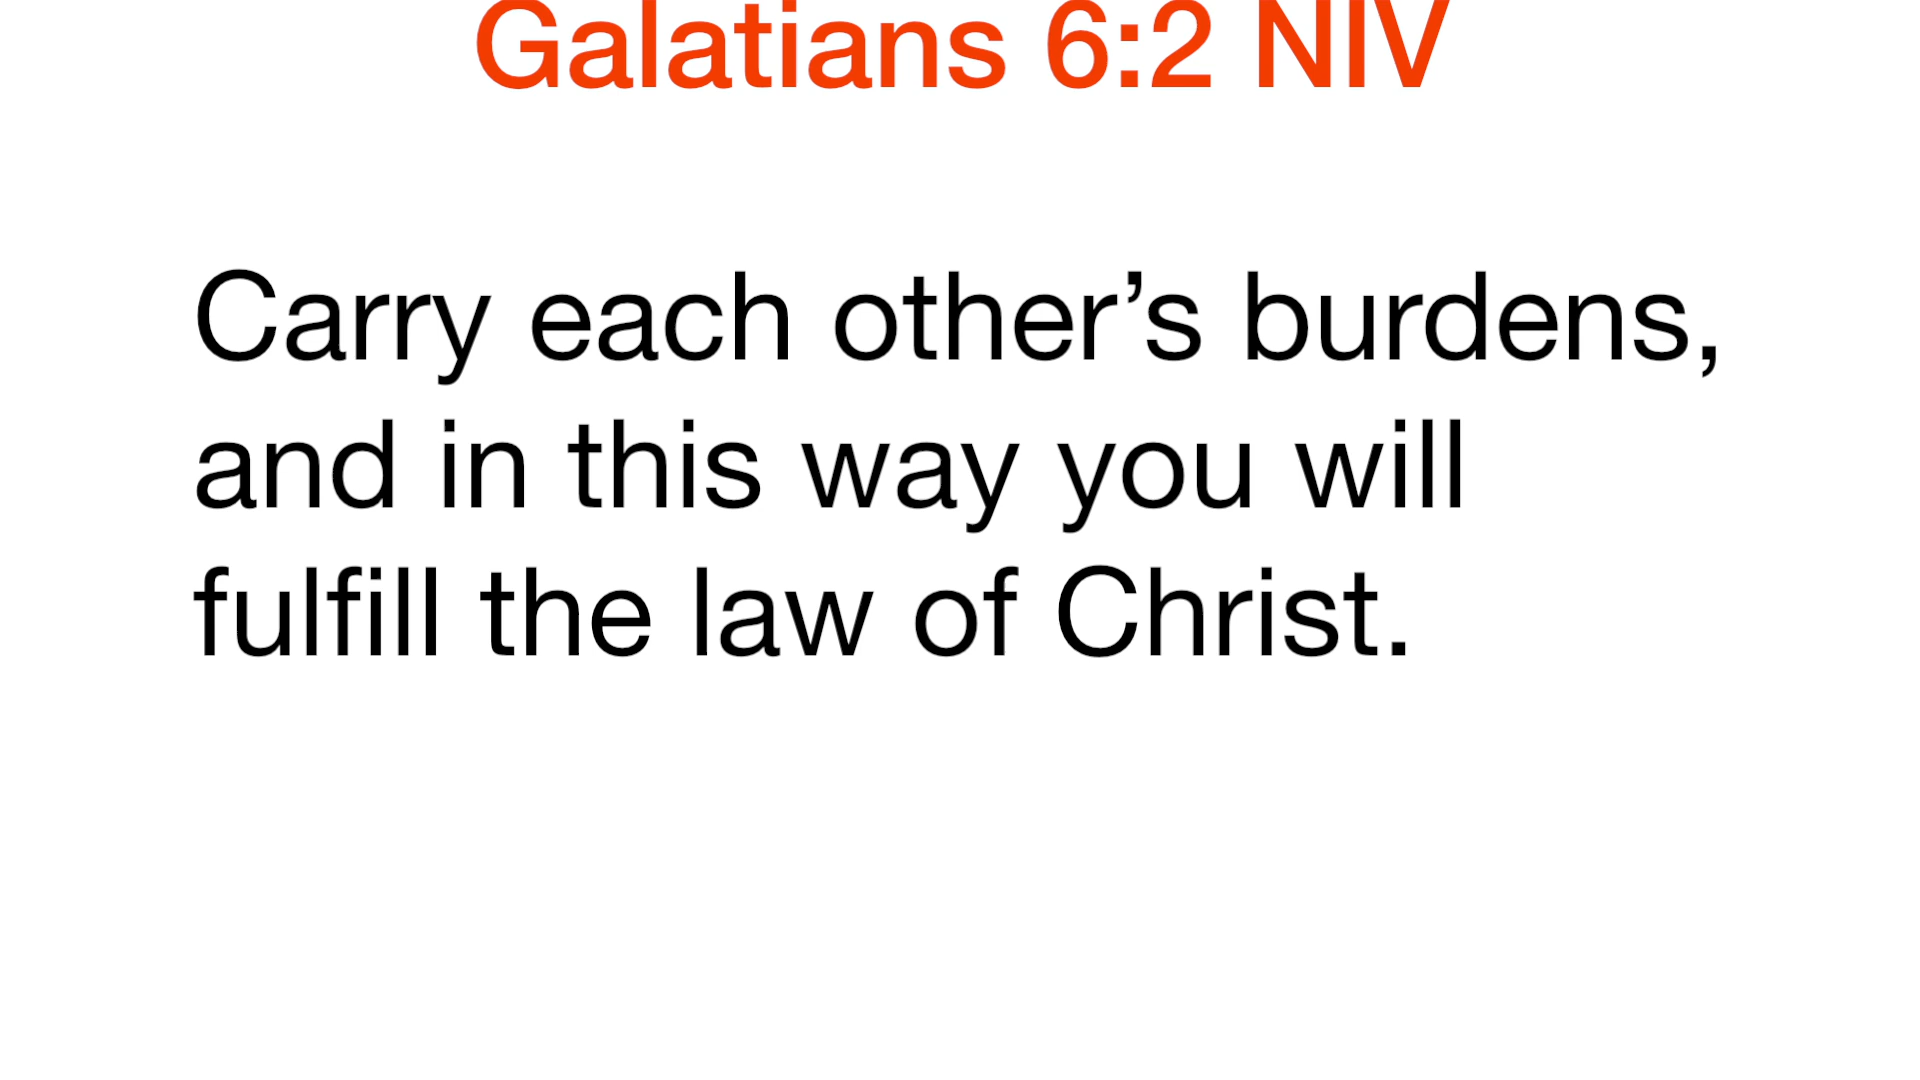 Galatians 6:2 NIV
Carry each other’s burdens,
and in this way you will
fulfill the law of Christ.